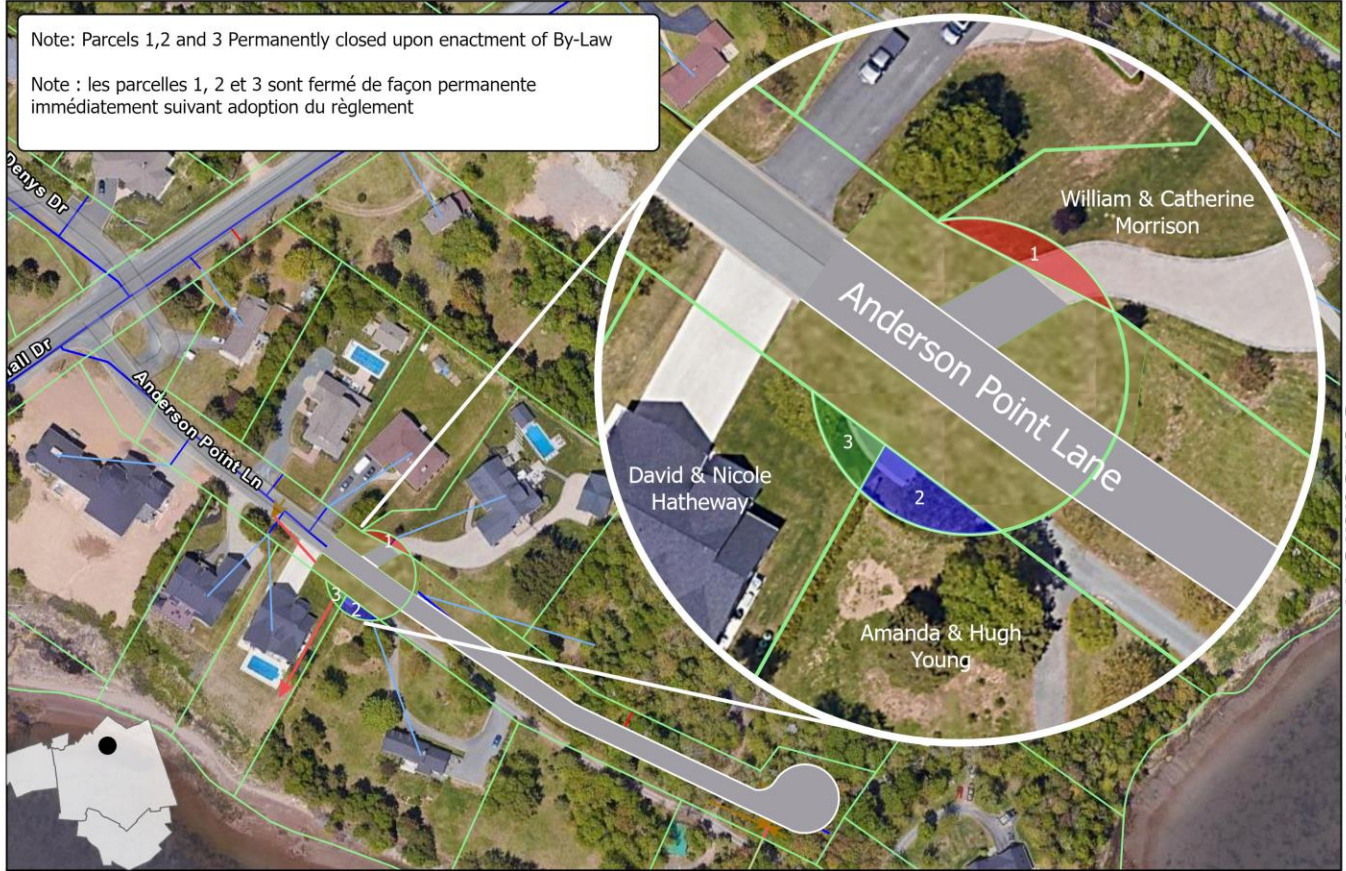 Note: Parcels 1,2 and 3 Permanently closed upon enactment of By-Law
Note : les parcelles 1, 2 et 3 sont fermé de façon permanente
immédiatement suivant adoption du règlement
Denys Dr
all Dr
Anderson Point Ln
1
3
2
William & Catherine
Morrison
1
Anderson Point Lane
3
2
David & Nicole
Hatheway
Amanda & Hugh
Young